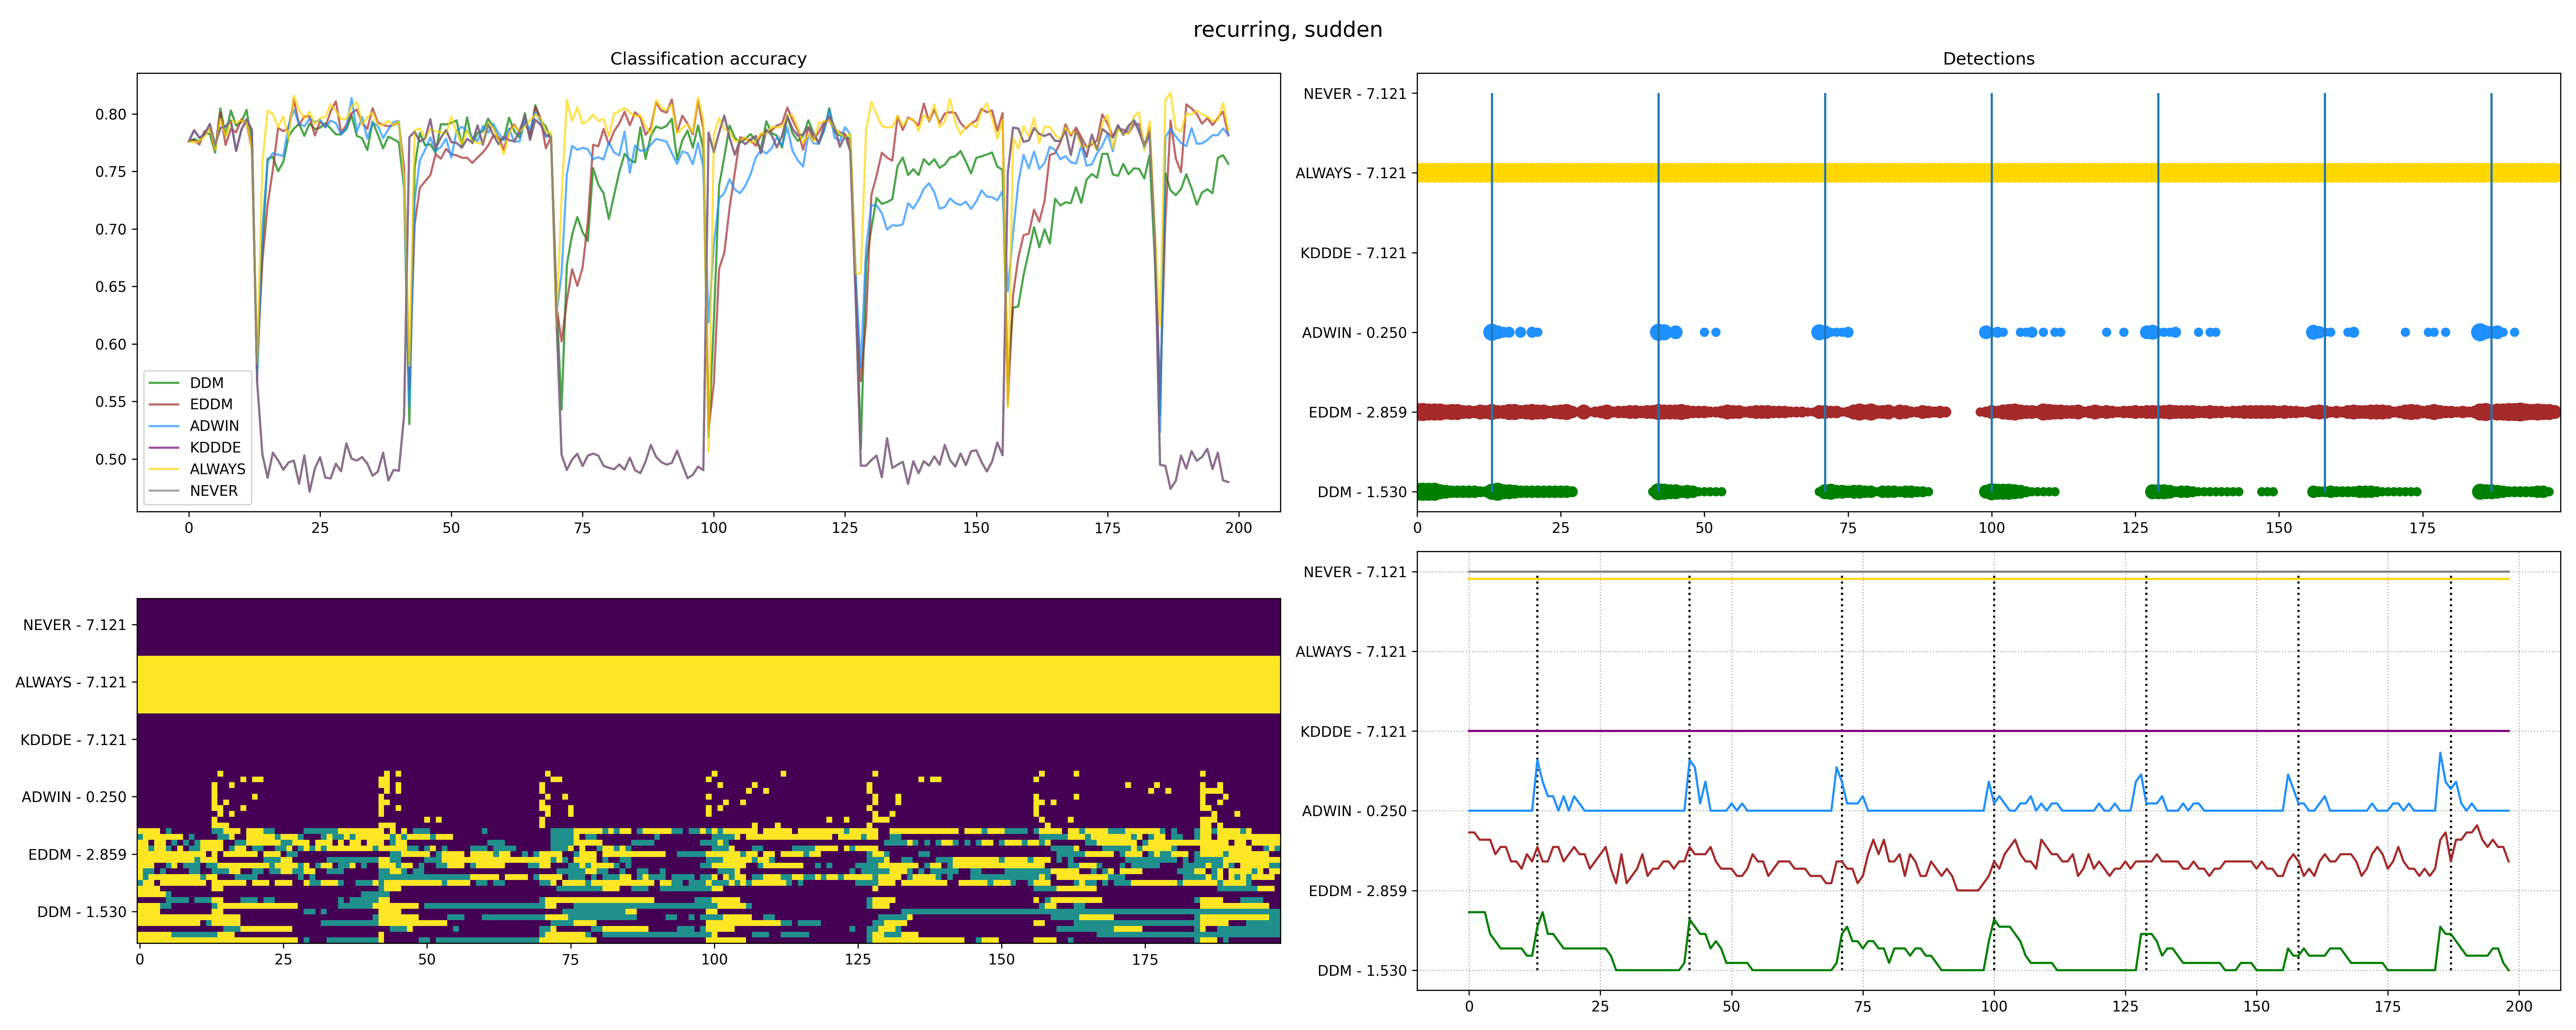 recurring, sudden
Classification accuracy
0.80
0.75
0.70
0.65
0.60
0.55
0.50
DDM
EDDM
ADWIN
KDDDE
ALWAYS
NEVER
0 25 50 75 100 125 150 175 200
Detections
NEVER - 7.121
ALWAYS - 7.121
KDDDE - 7.121
ADWIN - 0.250
EDDM - 2.859
DDM - 1.530
0 25 50 75 100 125 150 175
NEVER - 7.121
ALWAYS - 7.121
KDDDE - 7.121
ADWIN - 0.250
EDDM - 2.859
DDM - 1.530
0 25 50 75 100 125 150 175
NEVER - 7.121
ALWAYS - 7.121
KDDDE - 7.121
ADWIN - 0.250
EDDM - 2.859
DDM - 1.530
0 25 50 75 100 125 150 175 200